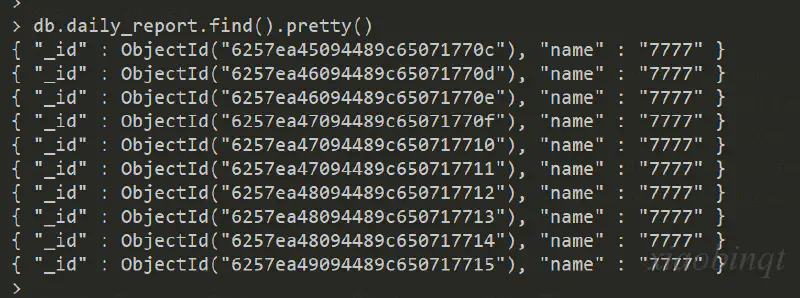 >
> db.daily_report.find().pretty()
{ "_id" : ObjectId("6257ea45094489c65071770c"), "name" : "7777" }
{ "_id" : ObjectId("6257ea46094489c65071770d"), "name" : "7777" }
{ "_id" : ObjectId("6257ea46094489c65071770e"), "name" : "7777" }
{ "_id" : ObjectId("6257ea47094489c65071770f"), "name" : "7777" }
{ "_id" : ObjectId("6257ea47094489c650717710"), "name" : "7777" }
{ "_id" : ObjectId("6257ea47094489c650717711"), "name" : "7777" }
{ "_id" : ObjectId("6257ea48094489c650717712"), "name" : "7777" }
{ "_id" : ObjectId("6257ea48094489c650717713"), "name" : "7777" }
{ "_id" : ObjectId("6257ea48094489c650717714"), "name" : "7777" }
{ "_id" : ObjectId("6257ea49094489c650717715"), "name" : "7777" }
xiaobinqt
>